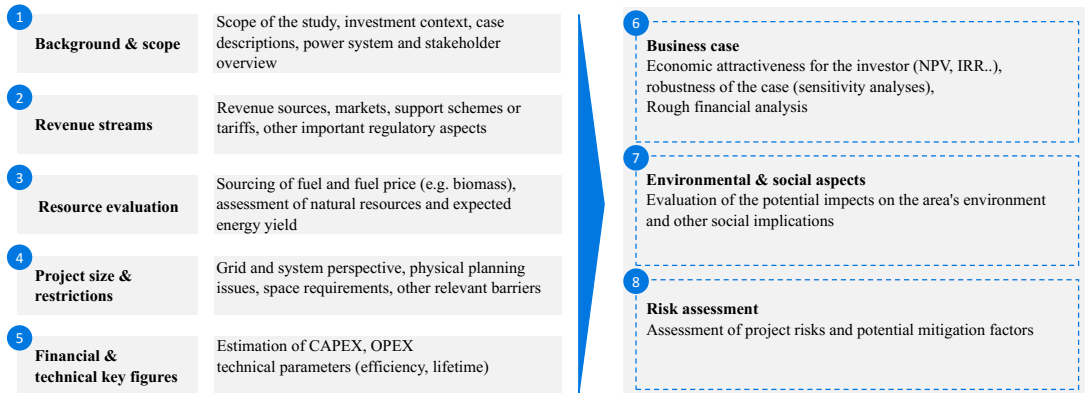 1
Background & scope
Scope of the study, investment context, case
descriptions, power system and stakeholder
overview
2
Revenue streams
Revenue sources, markets, support schemes or
tariffs, other important regulatory aspects
3
Resource evaluation
Sourcing of fuel and fuel price (e.g. biomass),
assessment of natural resources and expected
energy yield
4
Project size &
restrictions
Grid and system perspective, physical planning
issues, space requirements, other relevant barriers
5
Financial &
technical key figures
Estimation of CAPEX, OPEX
technical parameters (efficiency, lifetime)
6
Business case
Economic attractiveness for the investor (NPV, IRR..),
robustness of the case (sensitivity analyses),
Rough financial analysis
7
Environmental & social aspects
Evaluation of the potential impacts on the area's environment
and other social implications
8
Risk assessment
Assessment of project risks and potential mitigation factors